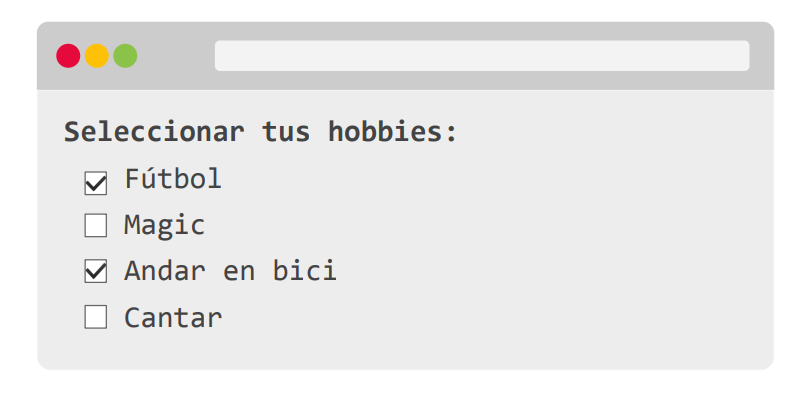 Seleccionar tus hobbies:
Fútbol
Magic
Andar en bici
Cantar